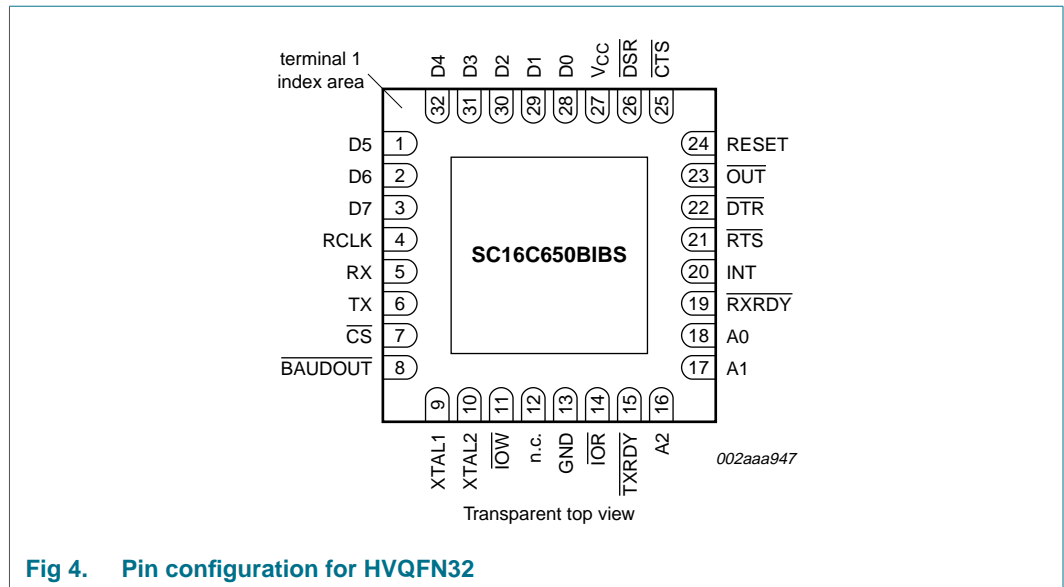 terminal 1
index area
D4
D3
D2
D1
D0
VCC
DSR
CTS
32
31
30
29
28
27
26
25
D5 1
D6 2
D7 3
RCLK 4
RX 5
TX 6
CS 7
BAUDOUT 8
SC16C650BIBS
24 RESET
23 OUT
22 DTR
21 RTS
20 INT
19 RXRDY
18 A0
17 A1
9
10
11
12
13
14
15
16
XTAL1
XTAL2
IOW
n.c.
GND
IOR
TXRDY
A2
002aaa947
Transparent top view
Fig 4. Pin configuration for HVQFN32